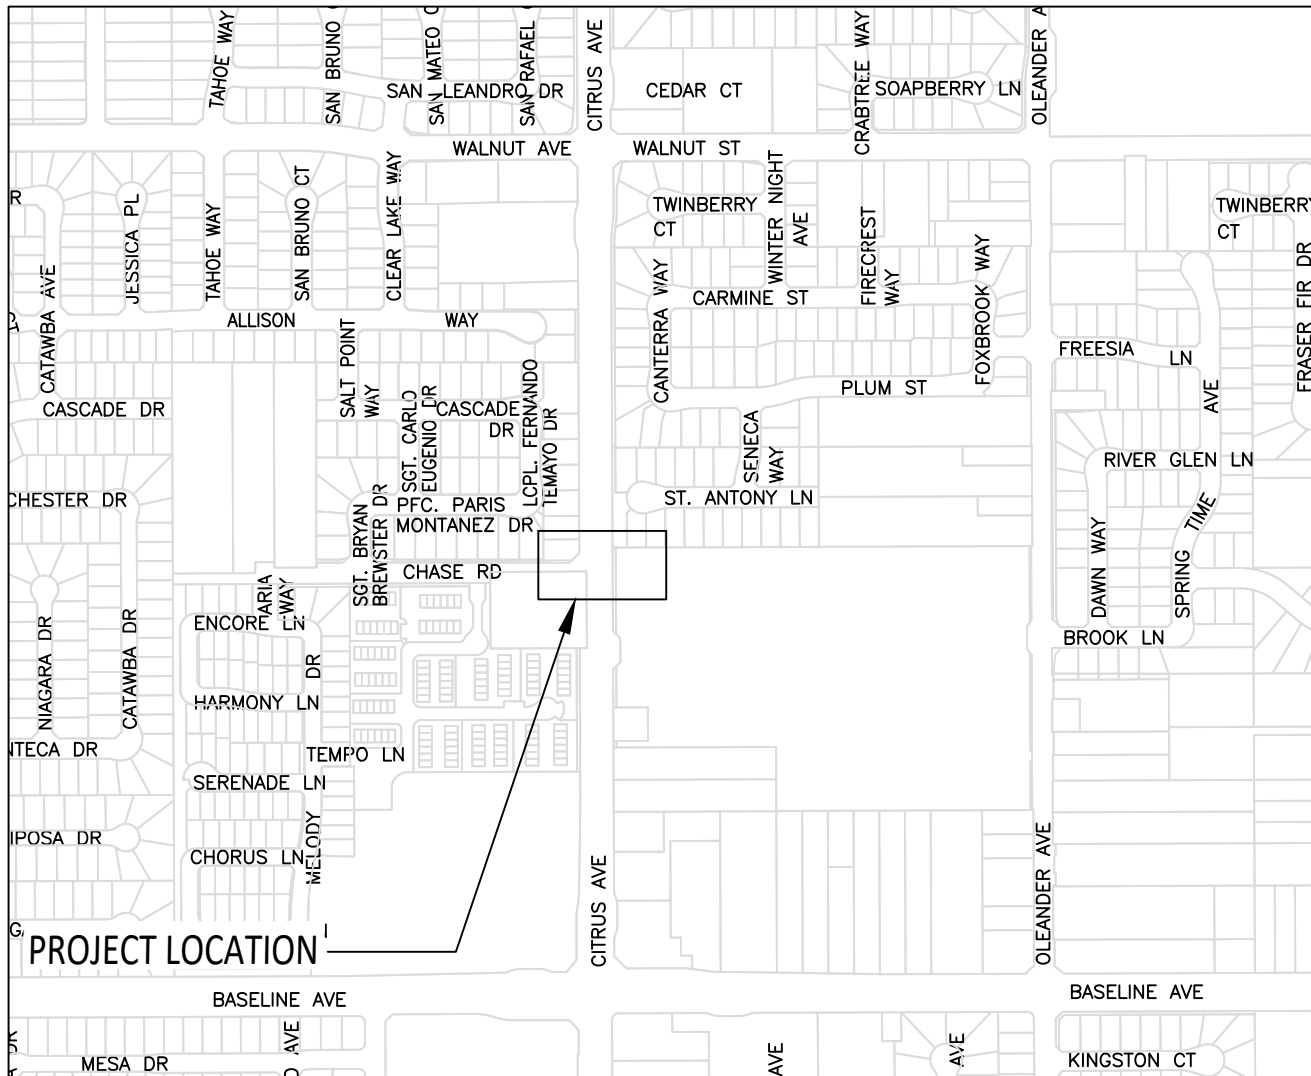 TAHOE WAY
SAN BRUNO
SAN MATEO
SAN RAFAEL
CITRUS AVE
CRABTREE WAY
OLEANDER
SAN LEANDRO DR
CEDAR CT
SOAPBERRY LN
WALNUT AVE
WALNUT ST
JESSICA PL
TAHOE WAY
SAN BRUNO CT
CLEAR LAKE WAY
TWINBERRY
CT
WINTER NIGHT
AVE
FIRECREST
WAY
FOXBROOK WAY
TWINBERRY
CT
FRASER FIR DR
CATAWBA AVE
CANTERRA WAY
CARMINE ST
ALLISON
WAY
SALT POINT
WAY
FREESIA
LN
PLUM ST
SPRING
TIME
AVE
CASCADE DR
SGT. CARLO
EUGENIO DR
CASCADE
DR
LCPL. FERNANDO
TEMAYO DR
SENECA
WAY
RIVER GLEN LN
CHESTER DR
PFC. PARIS
MONTANEZ DR
ST. ANTONY LN
SGT. BRYAN
BREWSTER DR
CHASE RD
DAWN WAY
ARIA
WAY
ENCORE LN
BROOK LN
NIAGARA DR
CATAWBA DR
HARMONY LN
MELODY
DR
NTECA DR
TEMPO LN
SERENADE LN
IPOSA DR
CHORUS LN
CITRUS AVE
OLEANDER AVE
PROJECT LOCATION
BASELINE AVE
BASELINE AVE
MESA DR
AVE
AVE
AVE
KINGSTON CT